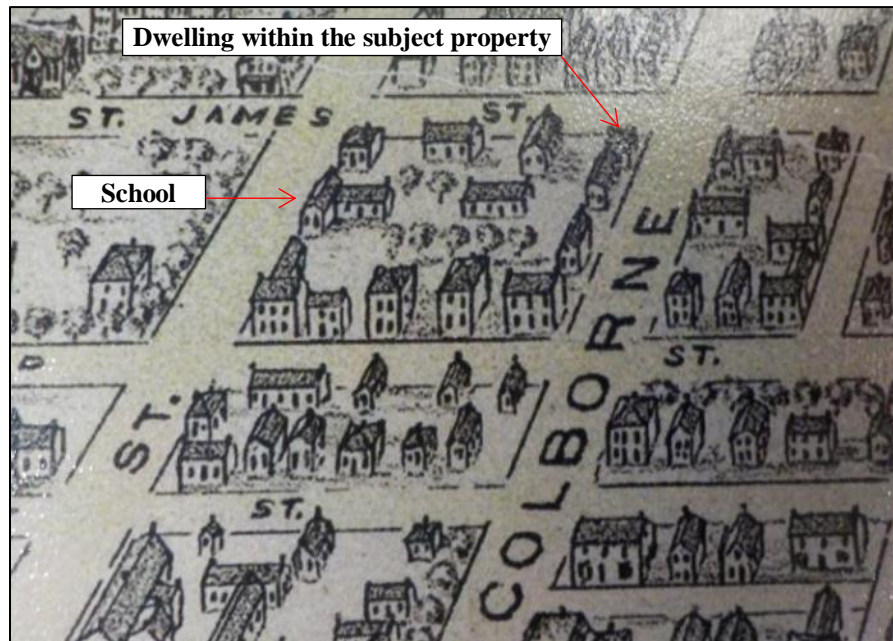 Dwelling within the subject property
ST. JAMES ST.
School
COLBORNE
ST.
ST.
ST.